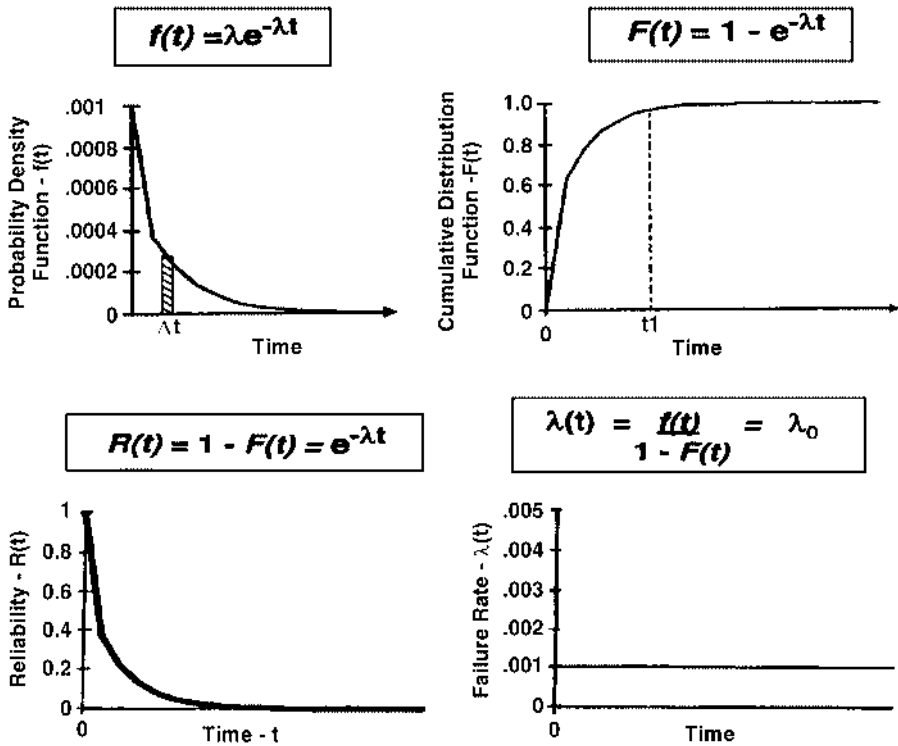 f(t) = λe^-λt
.001
.0008
.0006
.0004
.0002
0
Probability Density
Function - f(t)
Δt
Time
F(t) = 1 - e^-λt
1.0
0.8
0.6
0.4
0.2
0
Cumulative Distribution
Function -F(t)
0
t1
Time
R(t) = 1 - F(t) = e^-λt
1
0.8
0.6
0.4
0.2
0
Reliability - R(t)
0
Time - t
λ(t) = f(t) / 1 - F(t) = λ0
.005
.004
.003
.002
.001
0
Failure Rate - λ(t)
0
Time